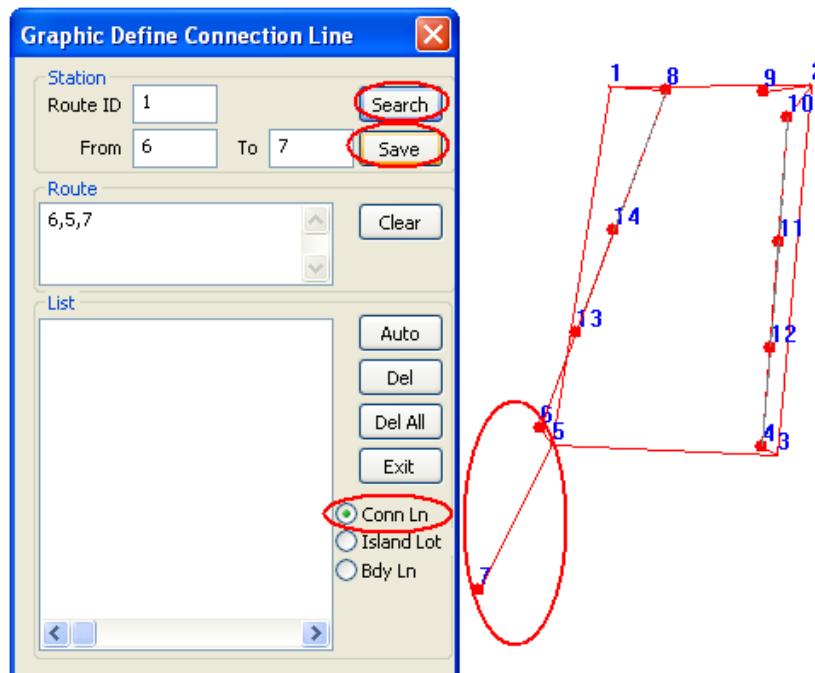 Graphic Define Connection Line
Station
Route ID 1 Search
From 6 To 7 Save
Route
6,5,7
Clear
List
Auto
Del
Del All
Exit
Conn Ln
Island Lot
Bdy Ln
1 8 9 2
10
14 11
13 12
6 5 4 3
7